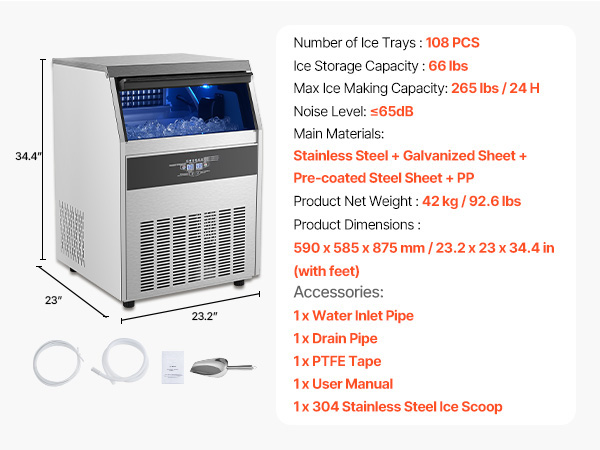 Number of Ice Trays : 108 PCS
Ice Storage Capacity : 66 lbs
Max Ice Making Capacity: 265 lbs / 24 H
Noise Level: ≤65dB
Main Materials:
Stainless Steel + Galvanized Sheet +
Pre-coated Steel Sheet + PP
Product Net Weight : 42 kg / 92.6 lbs
Product Dimensions :
590 x 585 x 875 mm / 23.2 x 23 x 34.4 in
(with feet)
Accessories:
1 x Water Inlet Pipe
1 x Drain Pipe
1 x PTFE Tape
1 x User Manual
1 x 304 Stainless Steel Ice Scoop
34.4"
23"
23.2"